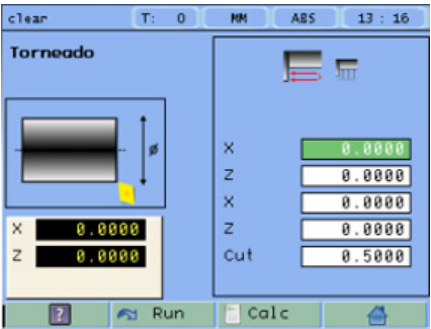 clear T: 0 MM ABS 13 : 16
Torneado
ø
X 0.0000
Z 0.0000
X 0.0000
Z 0.0000
Cut 0.5000
X 0.0000
Z 0.0000
? Run Calc